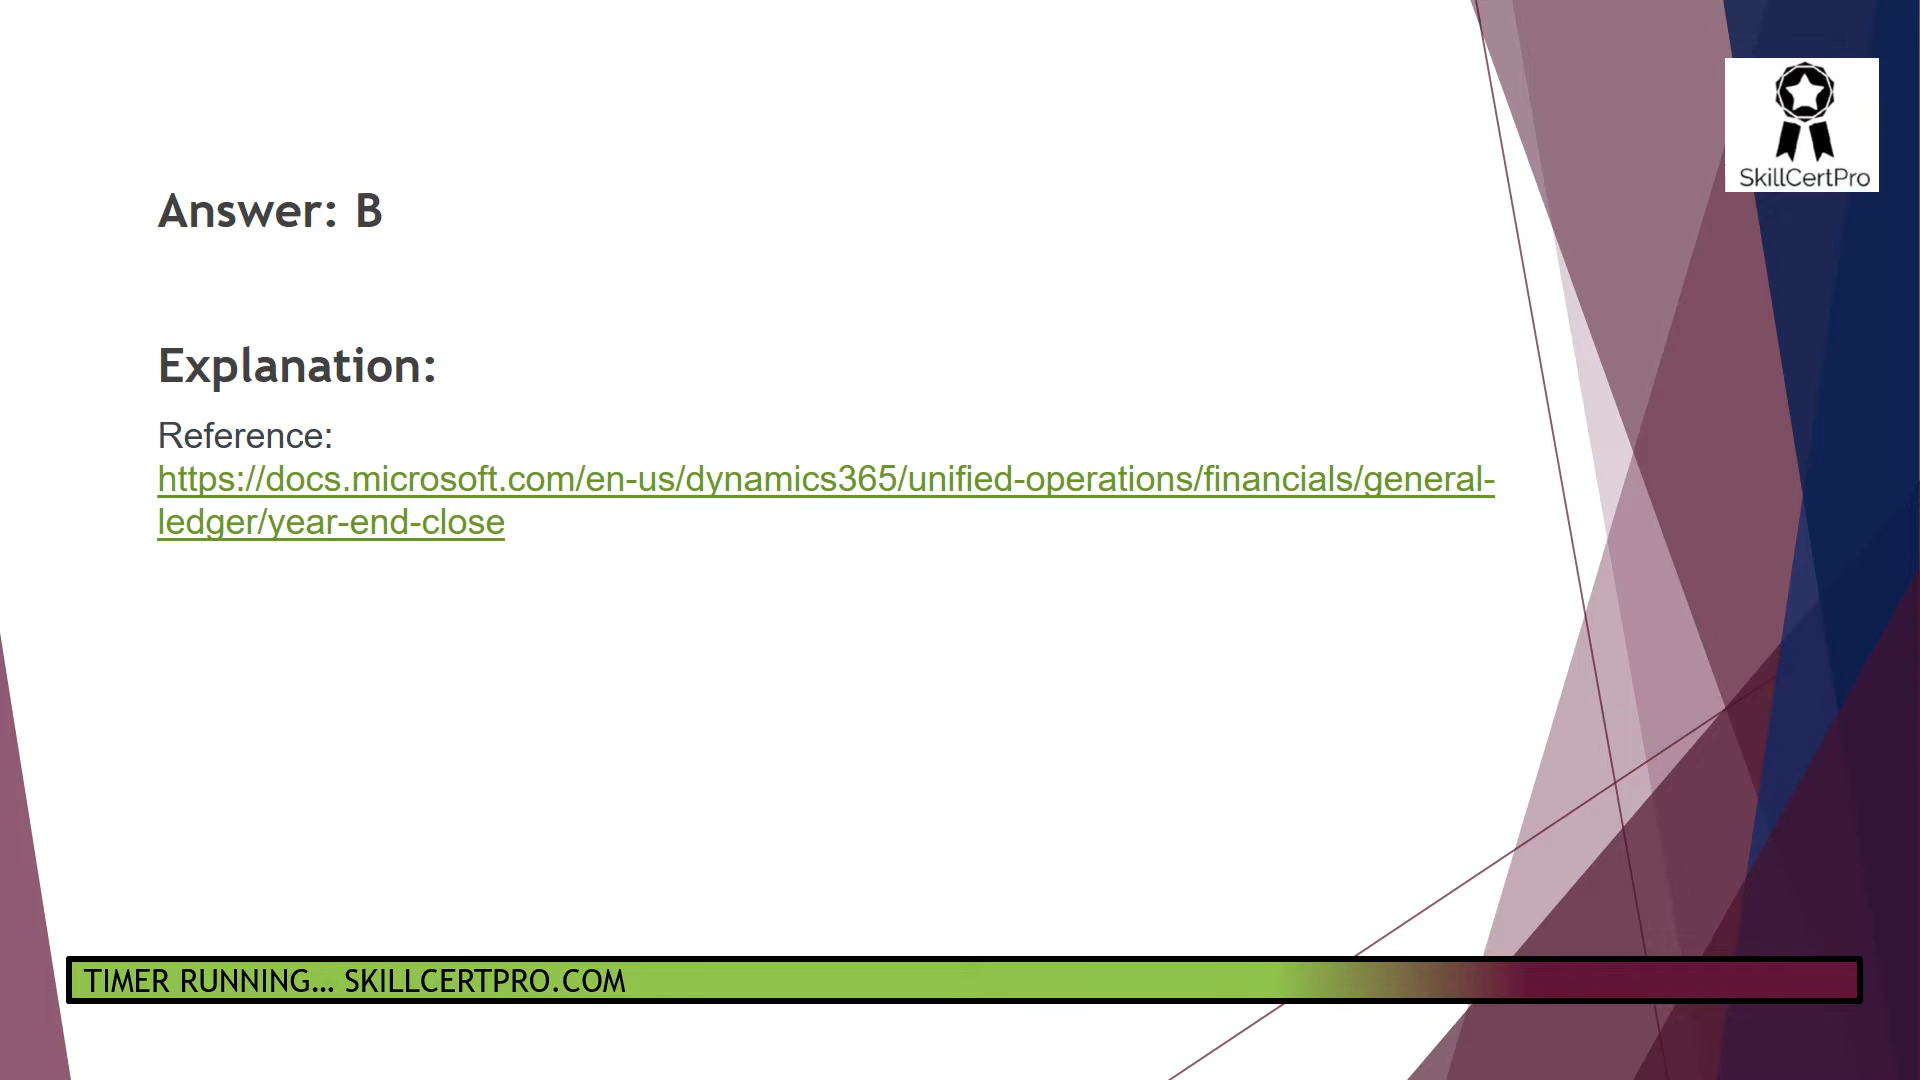 SkillCertPro
Answer: B
Explanation:
Reference:
https://docs.microsoft.com/en-us/dynamics365/unified-operations/financials/general-
ledger/year-end-close
TIMER RUNNING... SKILLCERTPRO.COM